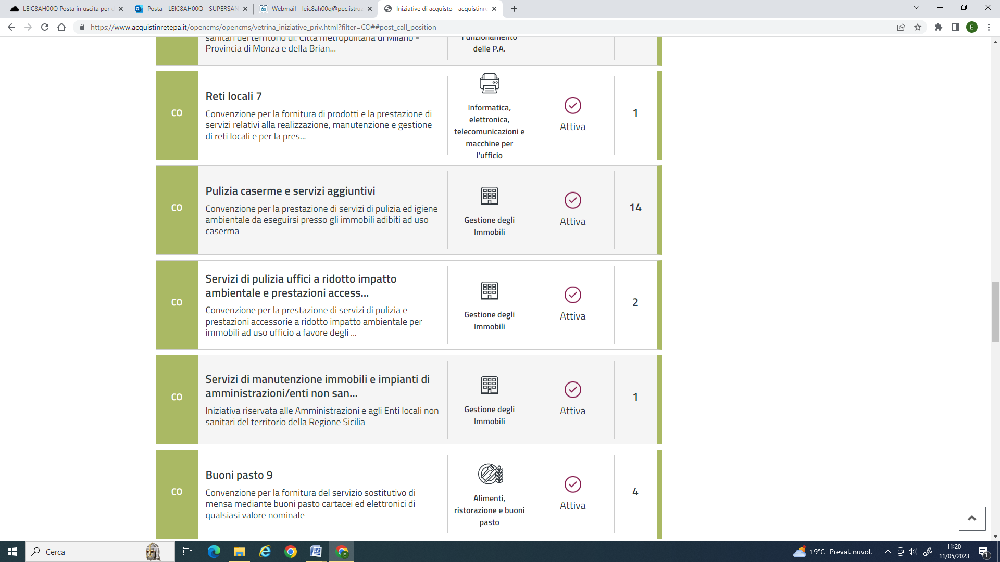 LEIC8AH00Q Posta in uscita per
Posta - LEIC8AH00Q - SUPERSAN
Webmail - leic8ah00q@pec.istru
Iniziative di acquisto - acquistinre
https://www.acquistinretepa.it/opencms/opencms/vetrina_iniziative_priv.html?filter=CO##post_call_position
E
sanitari del territorio di: Città metropolitana di Milano -
Provincia di Monza e della Brian...
Funzionamento
delle P.A.
CO
Reti locali 7
Convenzione per la fornitura di prodotti e la prestazione di
servizi relativi alla realizzazione, manutenzione e gestione
di reti locali e per la pres...
Informatica,
elettronica,
telecomunicazioni e
macchine per
l'ufficio
Attiva
1
CO
Pulizia caserme e servizi aggiuntivi
Convenzione per la prestazione di servizi di pulizia ed igiene
ambientale da eseguirsi presso gli immobili adibiti ad uso
caserma
Gestione degli
Immobili
Attiva
14
CO
Servizi di pulizia uffici a ridotto impatto
ambientale e prestazioni access...
Convenzione per la prestazione di servizi di pulizia e
prestazioni accessorie a ridotto impatto ambientale per
immobili ad uso ufficio a favore degli ...
Gestione degli
Immobili
Attiva
2
CO
Servizi di manutenzione immobili e impianti di
amministrazioni/enti non san...
Iniziativa riservata alle Amministrazioni e agli Enti locali non
sanitari del territorio della Regione Sicilia
Gestione degli
Immobili
Attiva
1
CO
Buoni pasto 9
Convenzione per la fornitura del servizio sostitutivo di
mensa mediante buoni pasto cartacei ed elettronici di
qualsiasi valore nominale
Alimenti,
ristorazione e buoni
pasto
Attiva
4
Cerca
E
19°C Preval. nuvol.
11:20
11/05/2023
1